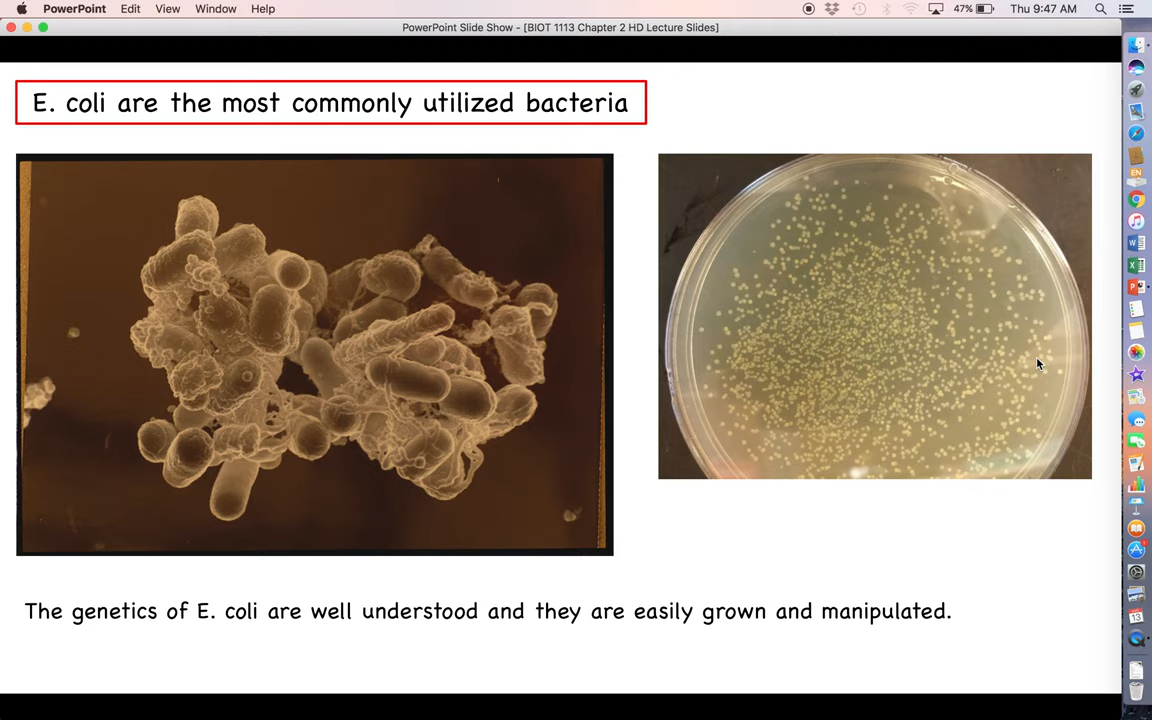 PowerPoint Edit View Window Help 47% Thu 9:47 AM
PowerPoint Slide Show - [BIOT 1113 Chapter 2 HD Lecture Slides]
E. coli are the most commonly utilized bacteria
EN
13
The genetics of E. coli are well understood and they are easily grown and manipulated.